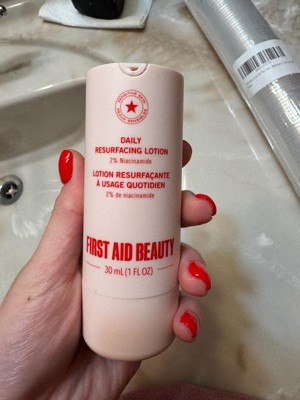 DAILY
RESURFACING LOTION
2% Niacinamide
LOTION RESURFAÇANTE
À USAGE QUOTIDIEN
2% de niacinamide
FIRST AID BEAUTY
30 mL (1 FL OZ)